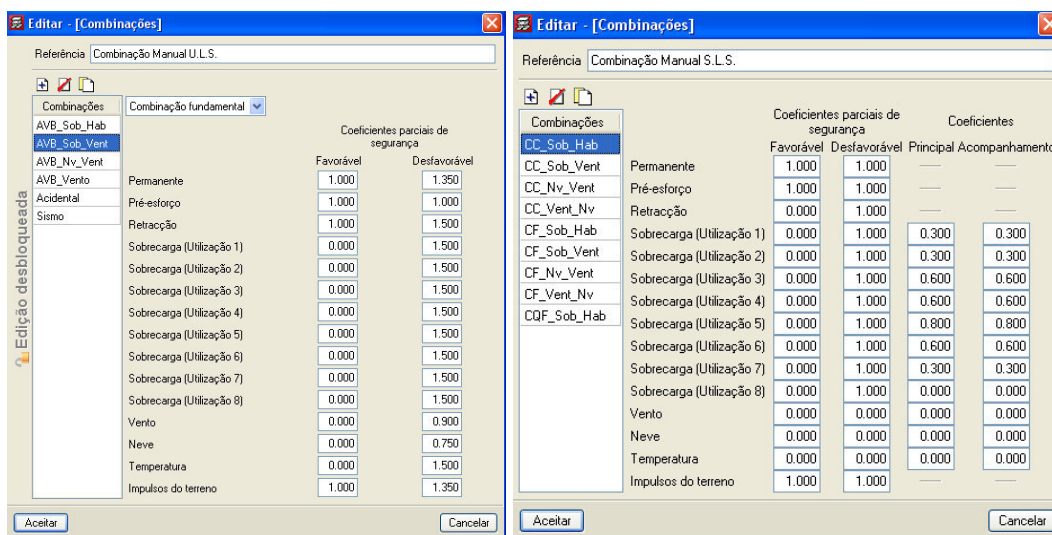 Editar - [Combinações]
Referência Combinação Manual U.L.S.
Combinações Combinação fundamental
AVB_Sob_Hab
AVB_Sob_Vent
AVB_Nv_Vent
AVB_Vento
Acidental
Sismo
Edição desbloqueada
Coeficientes parciais de
segurança
Favorável Desfavorável
Permanente 1.000 1.350
Pré-esforço 1.000 1.000
Retracção 1.000 1.500
Sobrecarga (Utilização 1) 0.000 1.500
Sobrecarga (Utilização 2) 0.000 1.500
Sobrecarga (Utilização 3) 0.000 1.500
Sobrecarga (Utilização 4) 0.000 1.500
Sobrecarga (Utilização 5) 0.000 1.500
Sobrecarga (Utilização 6) 0.000 1.500
Sobrecarga (Utilização 7) 0.000 1.500
Sobrecarga (Utilização 8) 0.000 1.500
Vento 0.000 0.900
Neve 0.000 0.750
Temperatura 0.000 1.500
Impulsos do terreno 1.000 1.350
Aceitar Cancelar
Editar - [Combinações]
Referência Combinação Manual S.L.S.
Combinações
CC_Sob_Hab
CC_Sob_Vent
CC_Nv_Vent
CC_Vent_Nv
CF_Sob_Hab
CF_Sob_Vent
CF_Nv_Vent
CF_Vent_Nv
CQF_Sob_Hab
Coeficientes parciais de
segurança
Coeficientes
Favorável Desfavorável Principal Acompanhamento
Permanente 1.000 1.000
Pré-esforço 1.000 1.000
Retracção 0.000 1.000
Sobrecarga (Utilização 1) 0.000 1.000 0.300 0.300
Sobrecarga (Utilização 2) 0.000 1.000 0.300 0.300
Sobrecarga (Utilização 3) 0.000 1.000 0.600 0.600
Sobrecarga (Utilização 4) 0.000 1.000 0.600 0.600
Sobrecarga (Utilização 5) 0.000 1.000 0.800 0.800
Sobrecarga (Utilização 6) 0.000 1.000 0.600 0.600
Sobrecarga (Utilização 7) 0.000 1.000 0.300 0.300
Sobrecarga (Utilização 8) 0.000 1.000 0.000 0.000
Vento 0.000 0.000 0.000 0.000
Neve 0.000 0.000 0.000 0.000
Temperatura 0.000 0.000 0.000 0.000
Impulsos do terreno 1.000 1.000
Aceitar Cancelar